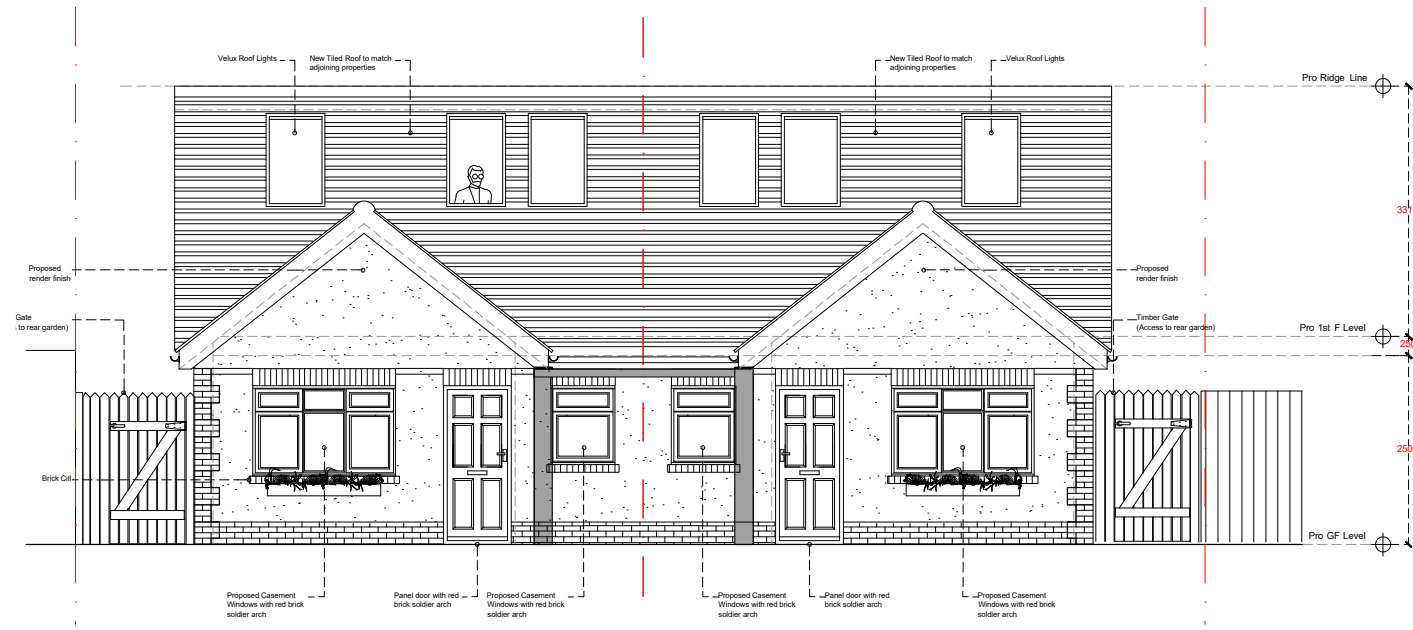 Velux Roof Lights
New Tiled Roof to match
adjoining properties
New Tiled Roof to match
adjoining properties
Velux Roof Lights
Pro Ridge Line
331
Proposed
render finish
Proposed
render finish
Gate
to rear garden)
Timber Gate
(Access to rear garden)
Pro 1st F Level
250
250
Brick Cill
Pro GF Level
Proposed Casement
Windows with red brick
soldier arch
Panel door with red
brick soldier arch
Proposed Casement
Windows with red brick
soldier arch
Proposed Casement
Windows with red brick
soldier arch
Panel door with red
brick soldier arch
Proposed Casement
Windows with red brick
soldier arch